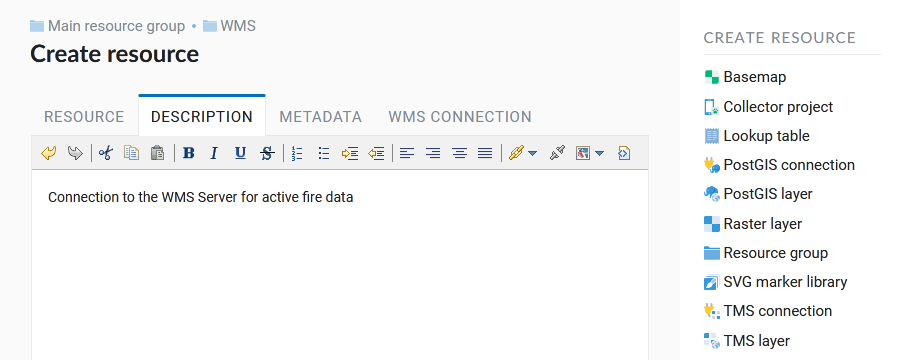 Main resource group • WMS
Create resource
RESOURCE DESCRIPTION METADATA WMS CONNECTION
B I U S
Connection to the WMS Server for active fire data
CREATE RESOURCE
Basemap
Collector project
Lookup table
PostGIS connection
PostGIS layer
Raster layer
Resource group
SVG marker library
TMS connection
TMS layer